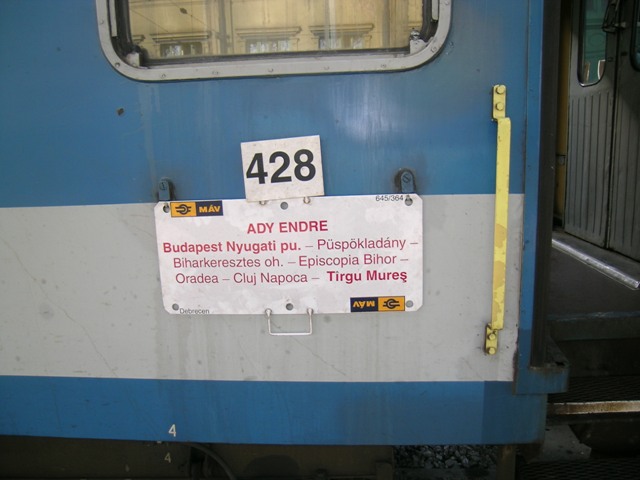 428
645/364
MÁV
ADY ENDRE
Budapest Nyugati pu. – Püspökladány –
Biharkeresztes oh. – Episcopia Bihor –
Oradea – Cluj Napoca – Tirgu Mureş
MÁV
Debrecen
4